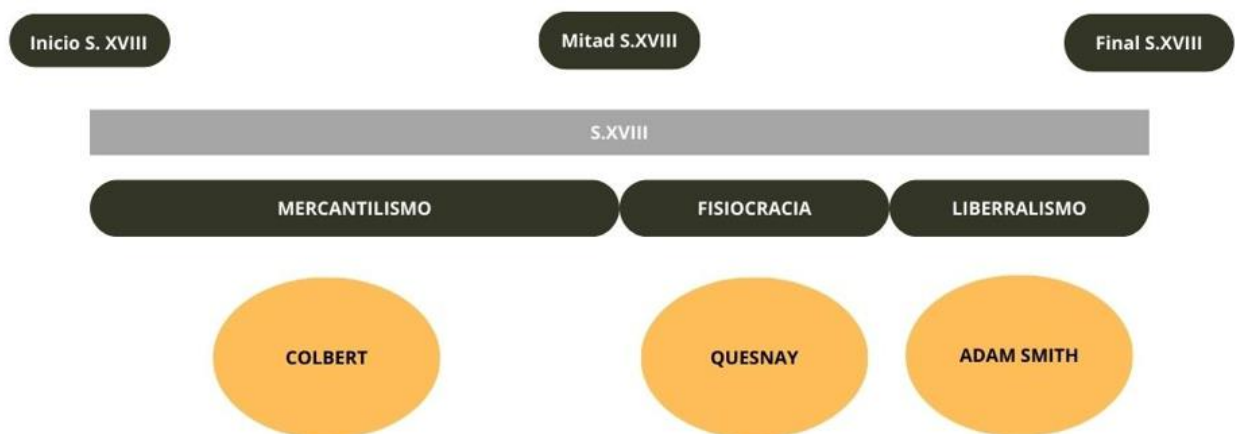 Inicio S. XVIII
Mitad S.XVIII
Final S.XVIII
S.XVIII
MERCANTILISMO
FISIOCRACIA
LIBERRALISMO
COLBERT
QUESNAY
ADAM SMITH